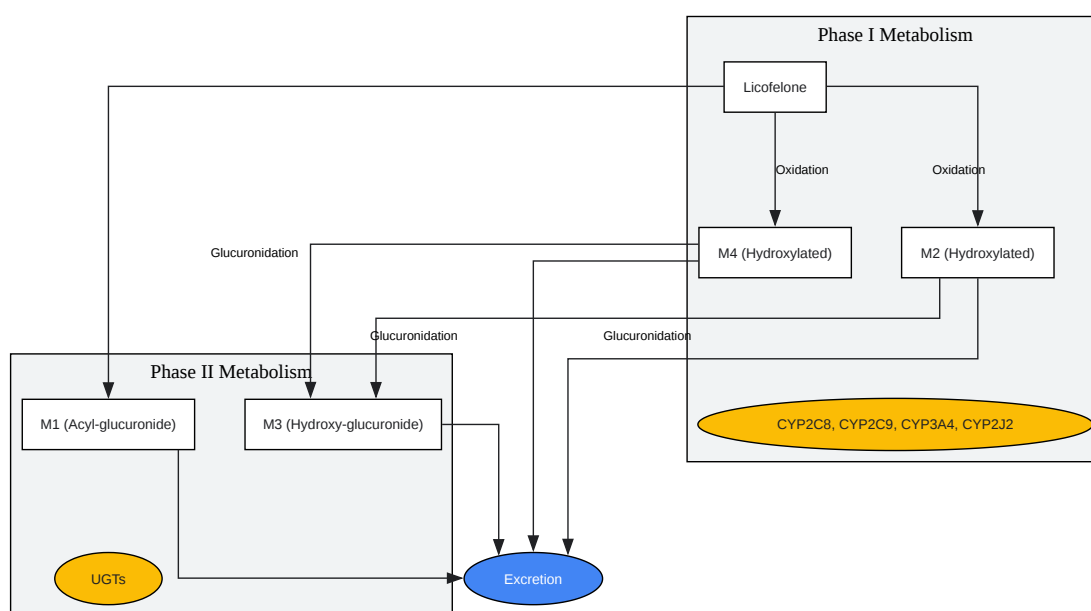 Phase I Metabolism
Licofelone
Oxidation
Oxidation
M4 (Hydroxylated)
M2 (Hydroxylated)
Glucuronidation
Glucuronidation
Glucuronidation
Phase II Metabolism
M1 (Acyl-glucuronide)
M3 (Hydroxy-glucuronide)
CYP2C8, CYP2C9, CYP3A4, CYP2J2
UGTs
Excretion